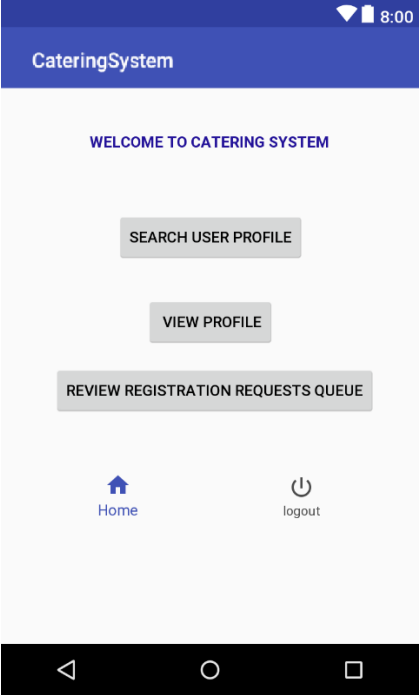 8:00
CateringSystem
WELCOME TO CATERING SYSTEM
SEARCH USER PROFILE
VIEW PROFILE
REVIEW REGISTRATION REQUESTS QUEUE
Home
logout